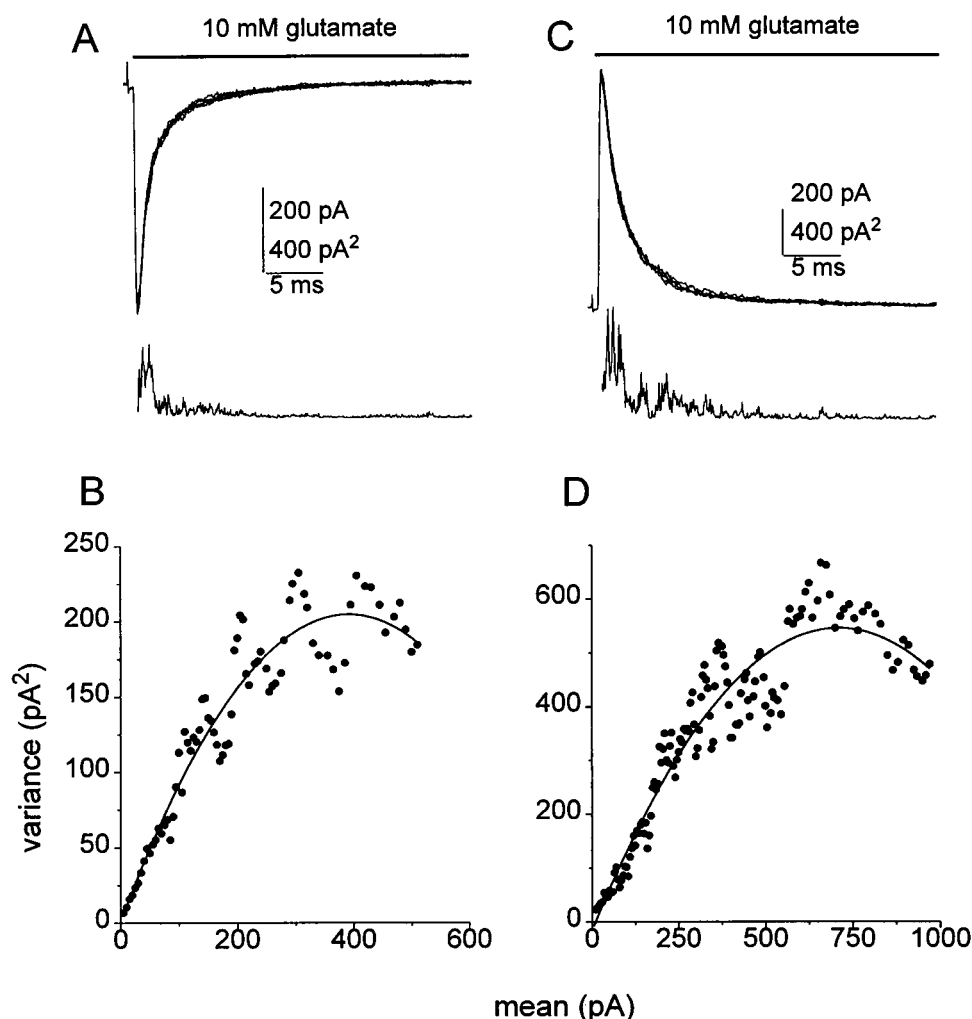 A
10 mM glutamate
200 pA
400 pA²
5 ms
C
10 mM glutamate
200 pA
400 pA²
5 ms
B
250
200
150
100
50
0
0 200 400 600
variance (pA²)
D
600
400
200
0
0 250 500 750 1000
mean (pA)